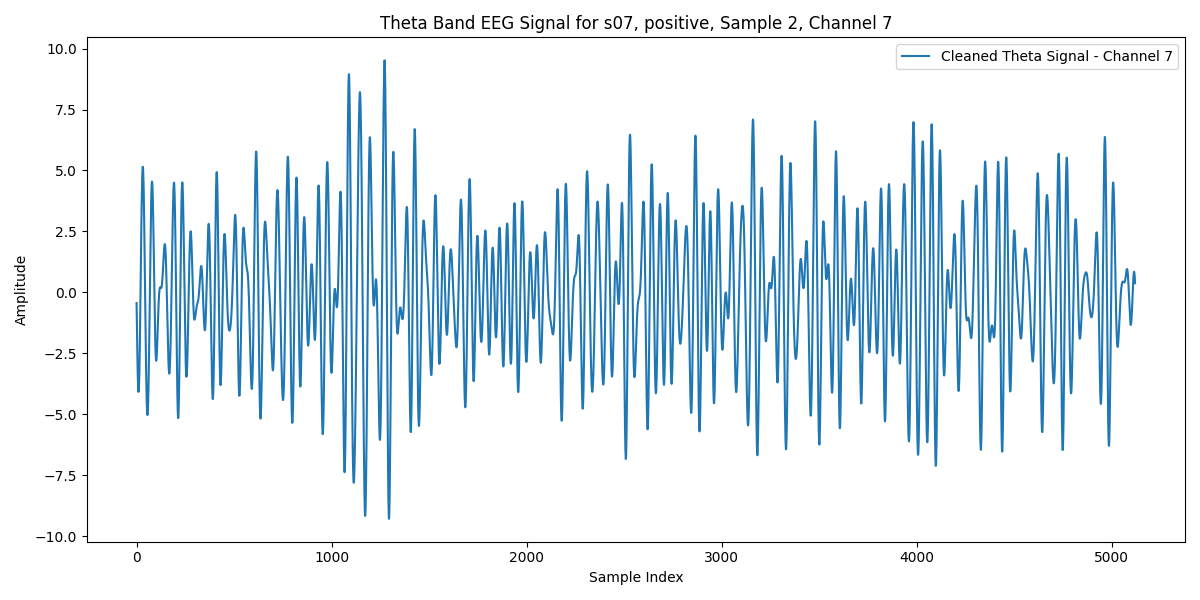 Theta Band EEG Signal for s07, positive, Sample 2, Channel 7
Cleaned Theta Signal - Channel 7
10.0
7.5
5.0
2.5
0.0
−2.5
−5.0
−7.5
−10.0
Amplitude
0 1000 2000 3000 4000 5000
Sample Index